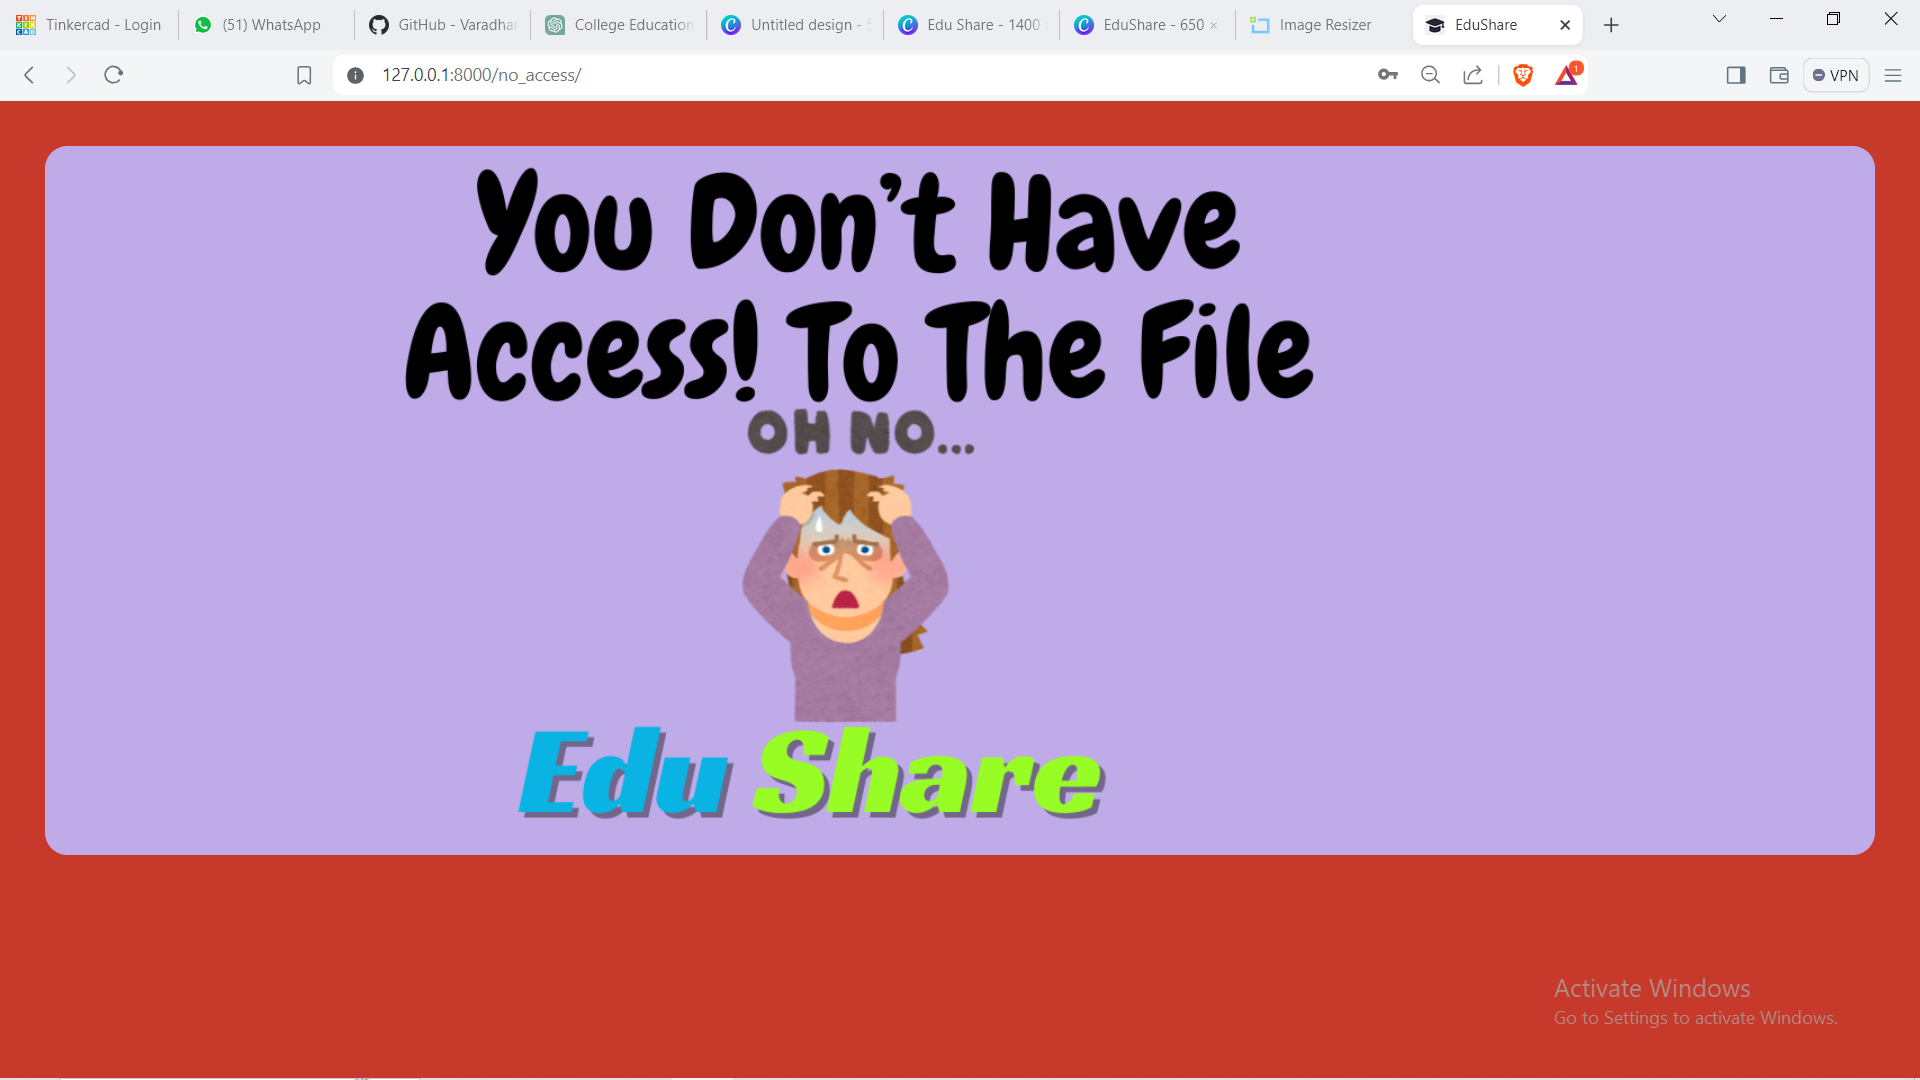 Tinkercad - Login
(51) WhatsApp
GitHub - Varadhar
College Education
Untitled design -
Edu Share - 1400
EduShare - 650
Image Resizer
EduShare
127.0.0.1:8000/no_access/
1
VPN
You Don't Have
Access! To The File
OH NO...
Edu Share
Activate Windows
Go to Settings to activate Windows.